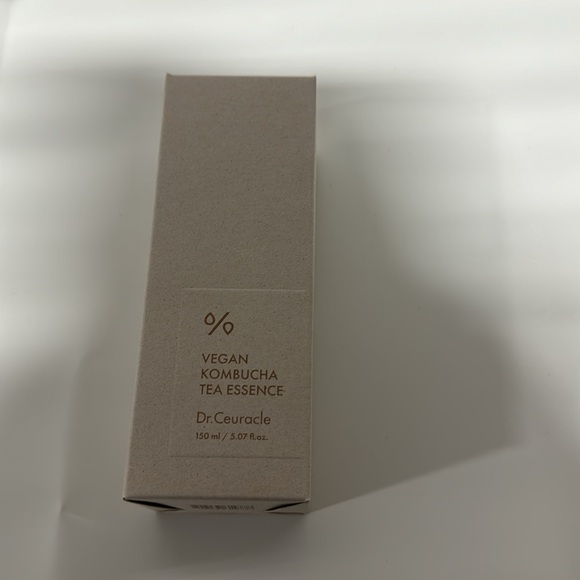 %
VEGAN
KOMBUCHA
TEA ESSENCE
Dr.Ceuracle
150 ml / 5.07 fl.oz.